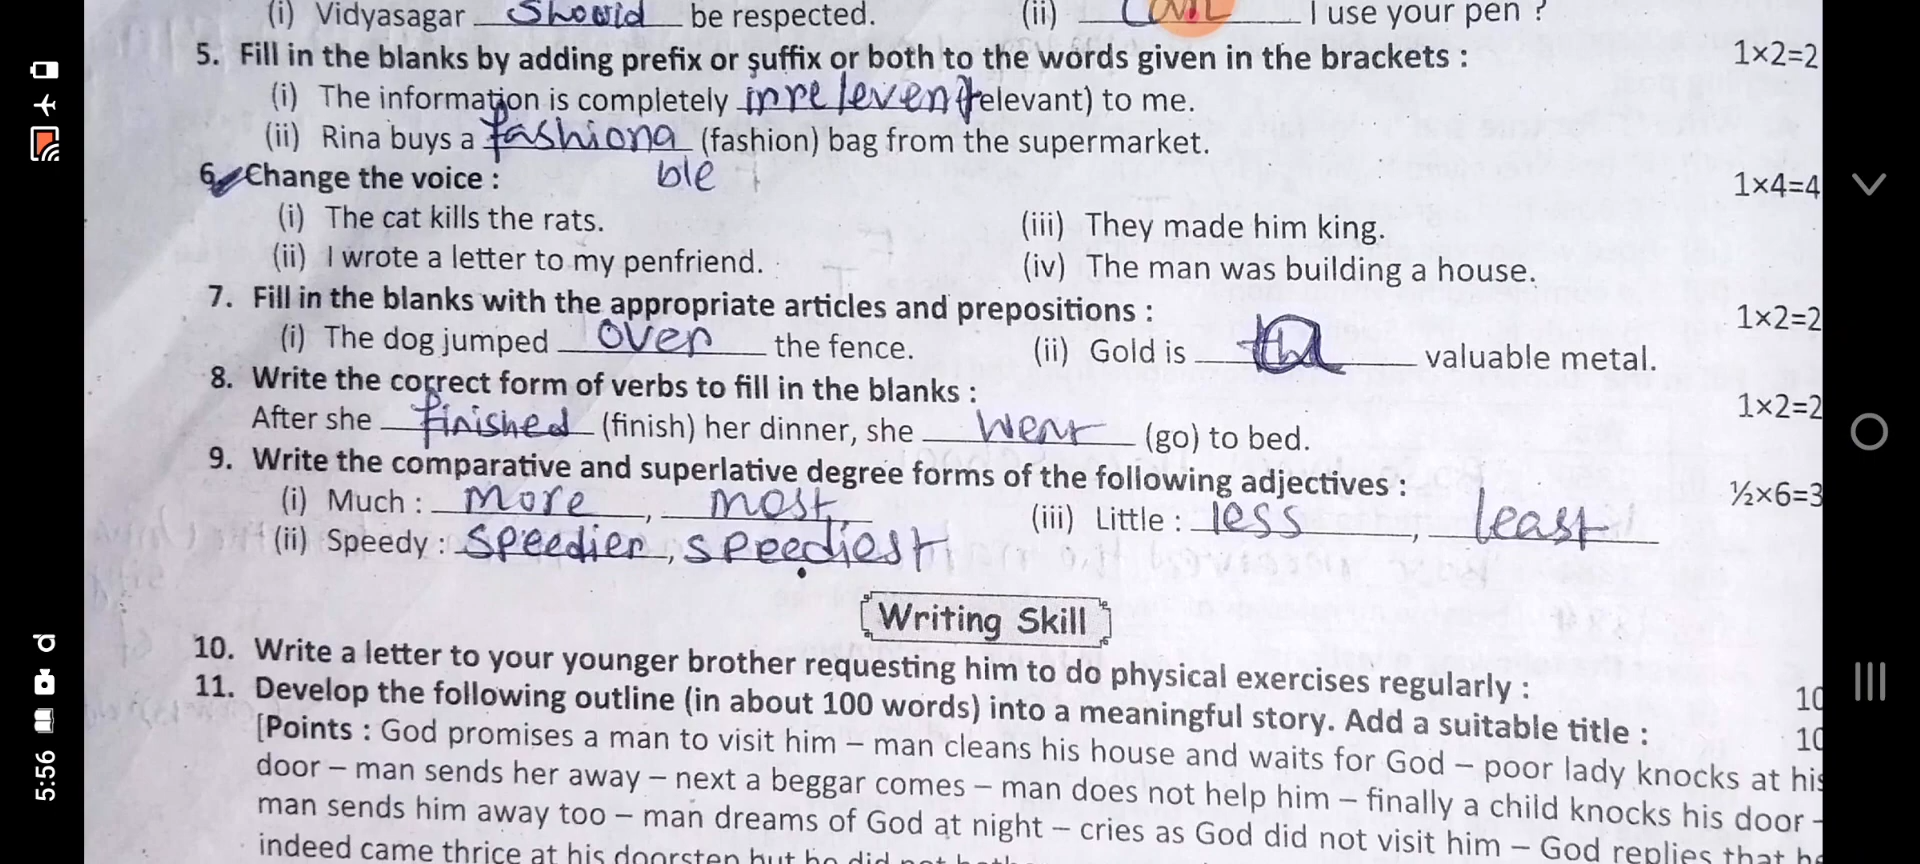 (i) Vidyasagar should be respected. (ii) I use your pen ?
5. Fill in the blanks by adding prefix or suffix or both to the words given in the brackets : 1×2=2
(i) The information is completely irrelevent (relevant) to me.
(ii) Rina buys a fashiona (fashion) bag from the supermarket.
ble
6. Change the voice : 1×4=4
(i) The cat kills the rats. (iii) They made him king.
(ii) I wrote a letter to my penfriend. (iv) The man was building a house.
7. Fill in the blanks with the appropriate articles and prepositions : 1×2=2
(i) The dog jumped over the fence. (ii) Gold is a valuable metal.
8. Write the correct form of verbs to fill in the blanks : 1×2=2
After she finished (finish) her dinner, she went (go) to bed.
9. Write the comparative and superlative degree forms of the following adjectives : ½×6=3
(i) Much : more, most (iii) Little : less, least
(ii) Speedy : speedier, speediest
Writing Skill
10. Write a letter to your younger brother requesting him to do physical exercises regularly : 10
11. Develop the following outline (in about 100 words) into a meaningful story. Add a suitable title : 10
[Points : God promises a man to visit him – man cleans his house and waits for God – poor lady knocks at his
door – man sends her away – next a beggar comes – man does not help him – finally a child knocks his door –
man sends him away too – man dreams of God at night – cries as God did not visit him – God replies that he
indeed came thrice at his doorstep but he did not
5:56